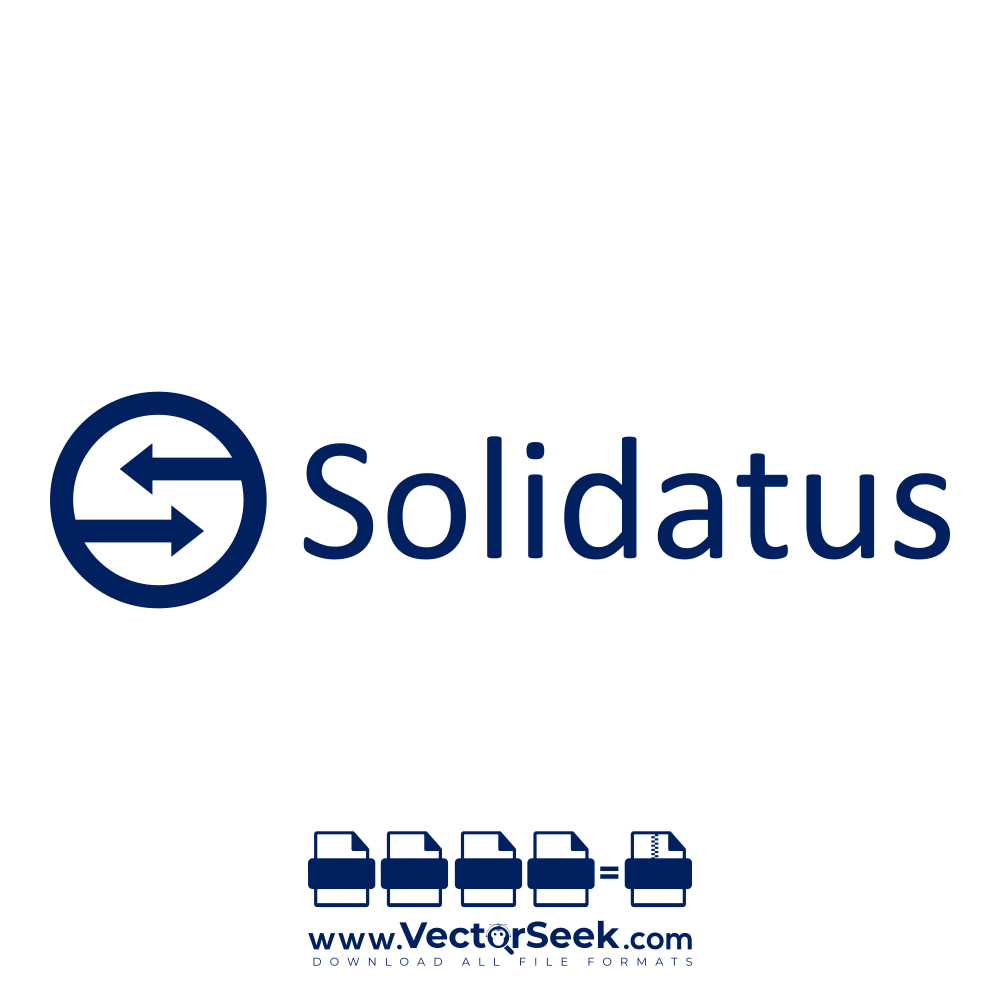 Solidatus
=
www.VectorSeek.com
DOWNLOAD ALL FILE FORMATS